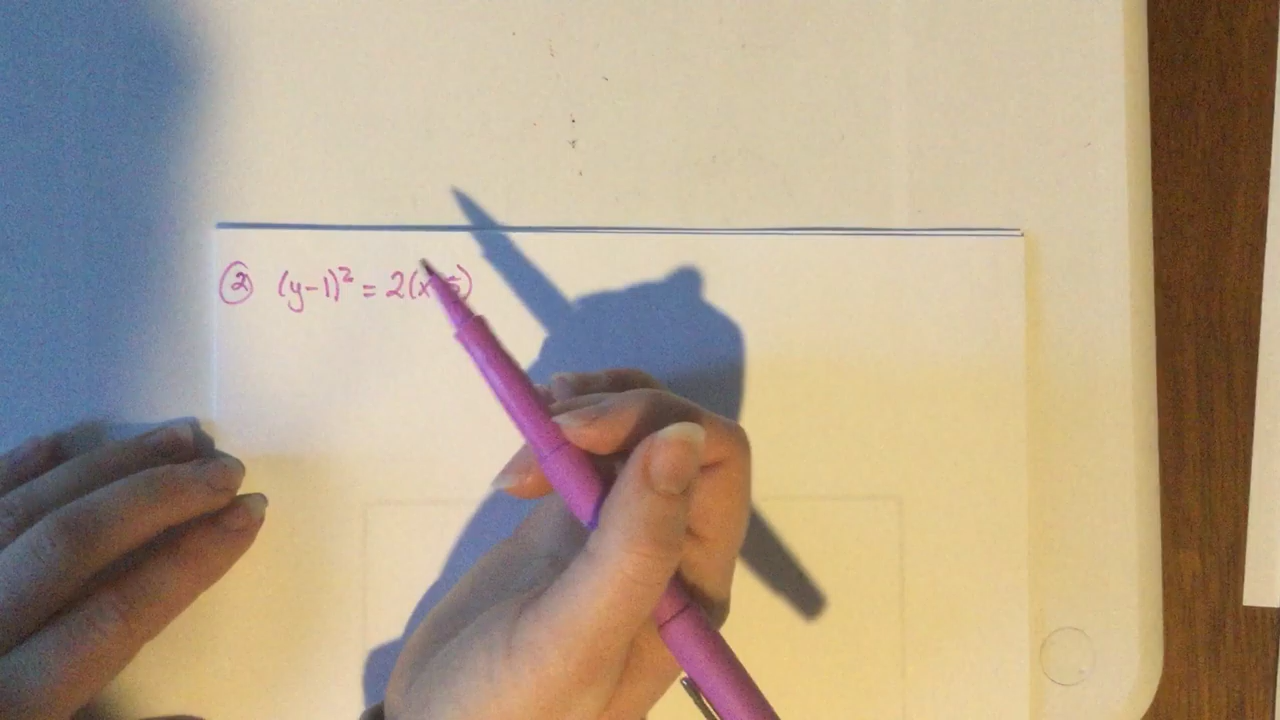 ② (y-1)² = 2(x 5)